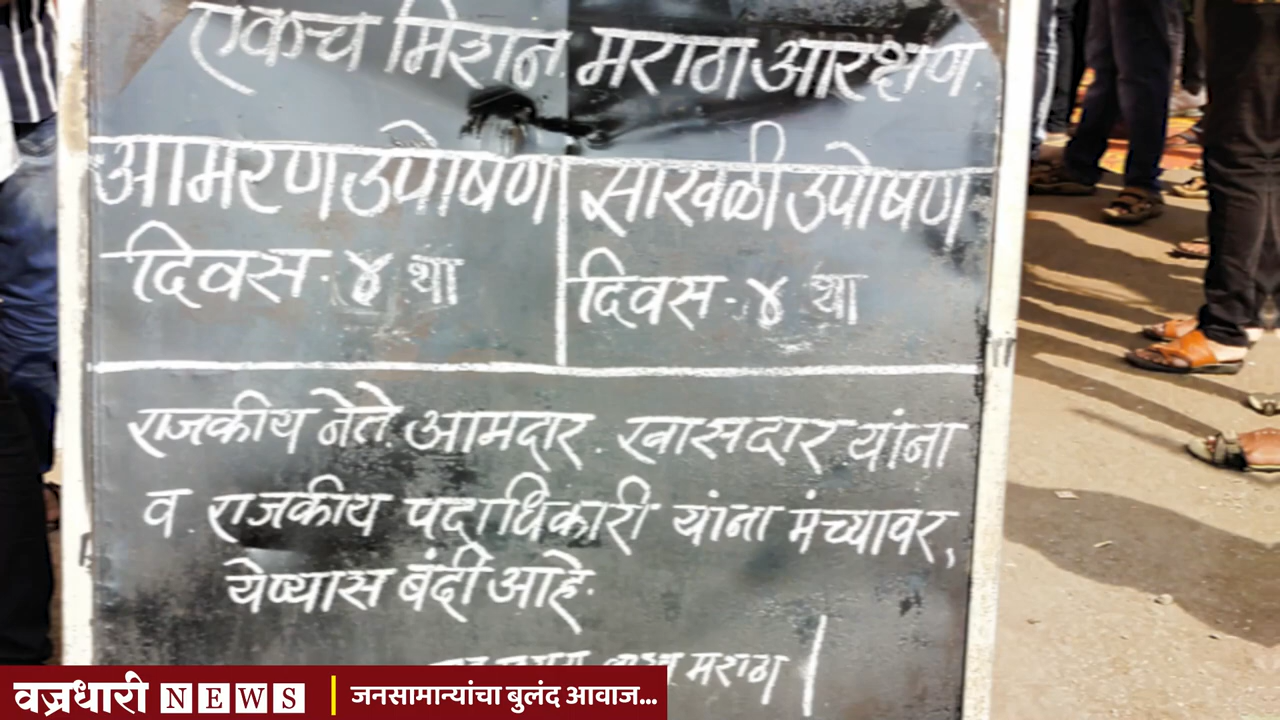 एकच मिशन मराठा आरक्षण.
आमरण उपोषण
दिवस - ४ था
साखळी उपोषण
दिवस - ४ था
राजकीय नेते. आमदार. खासदार यांना
व. राजकीय पदाधिकारी यांना मंच्यावर,
येण्यास बंदी आहे.
मराठा
वज्रधारी NEWS
जनसामान्यांचा बुलंद आवाज...